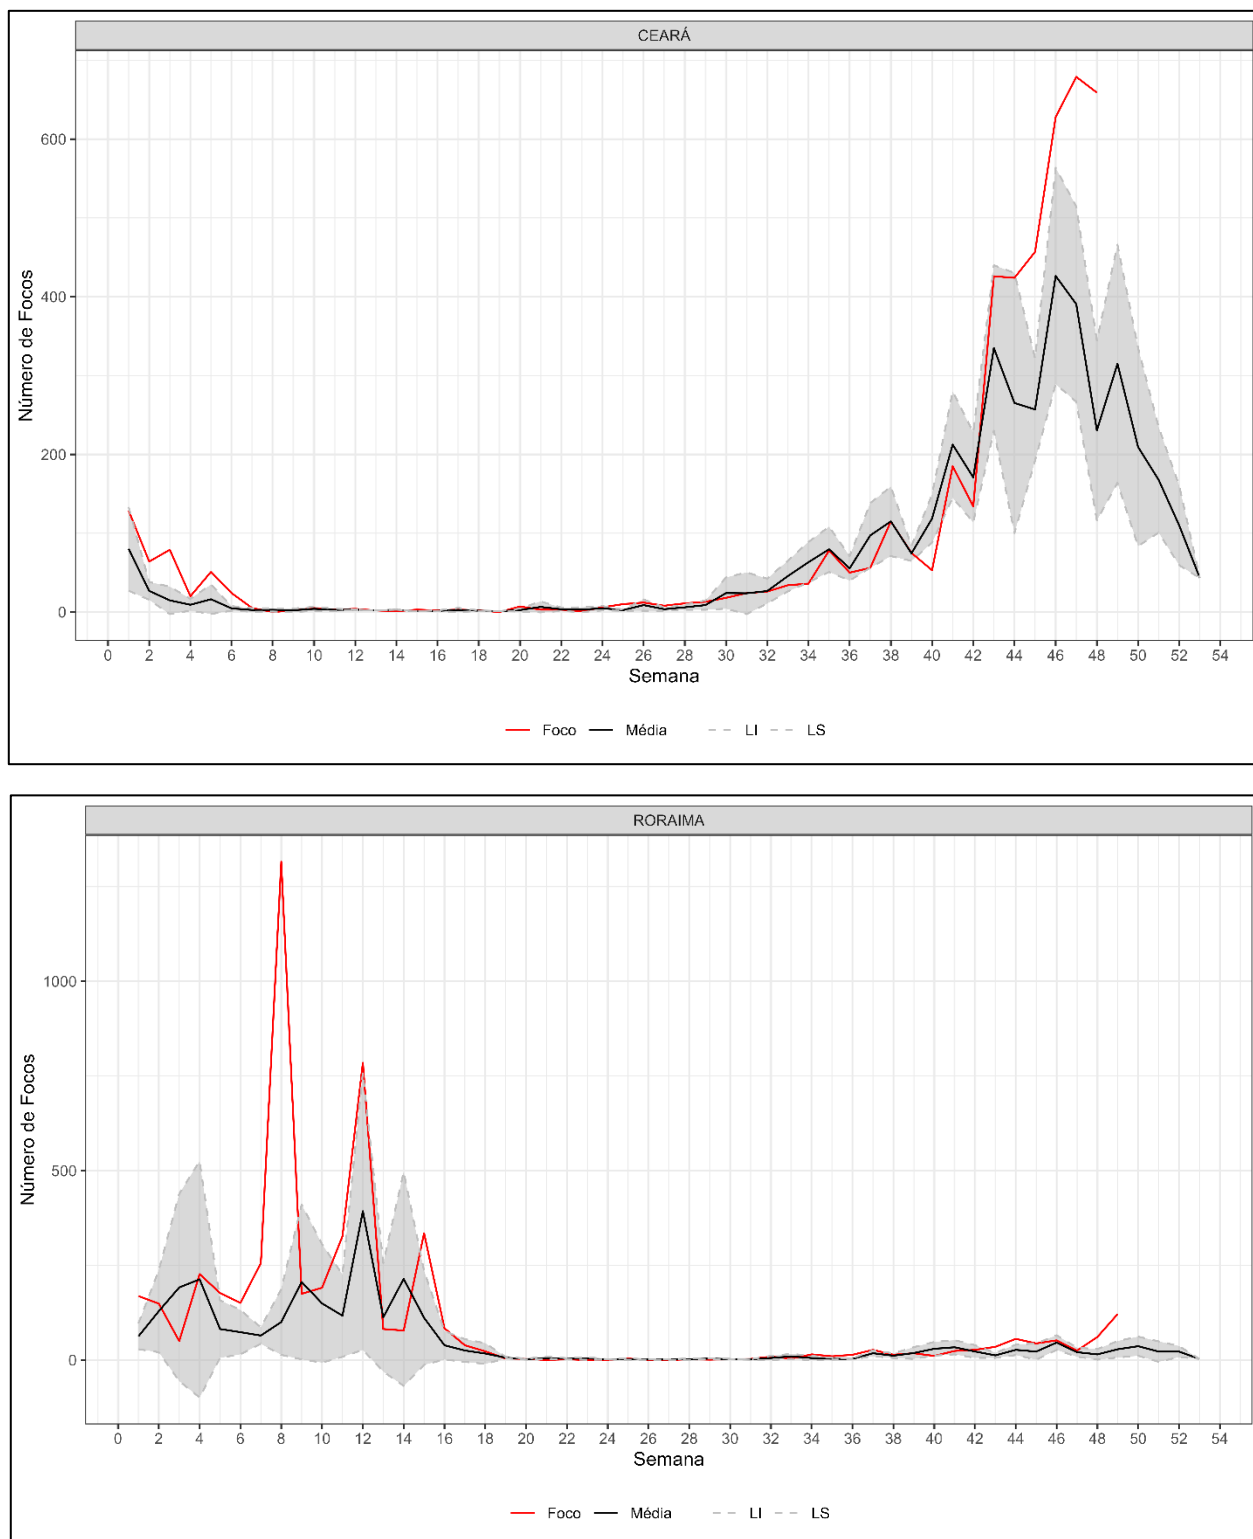 CEARÁ
Número de Focos
600
400
200
0
0 2 4 6 8 10 12 14 16 18 20 22 24 26 28 30 32 34 36 38 40 42 44 46 48 50 52 54
Semana
Foco Média LI LS
RORAIMA
Número de Focos
1000
500
0
0 2 4 6 8 10 12 14 16 18 20 22 24 26 28 30 32 34 36 38 40 42 44 46 48 50 52 54
Semana
Foco Média LI LS